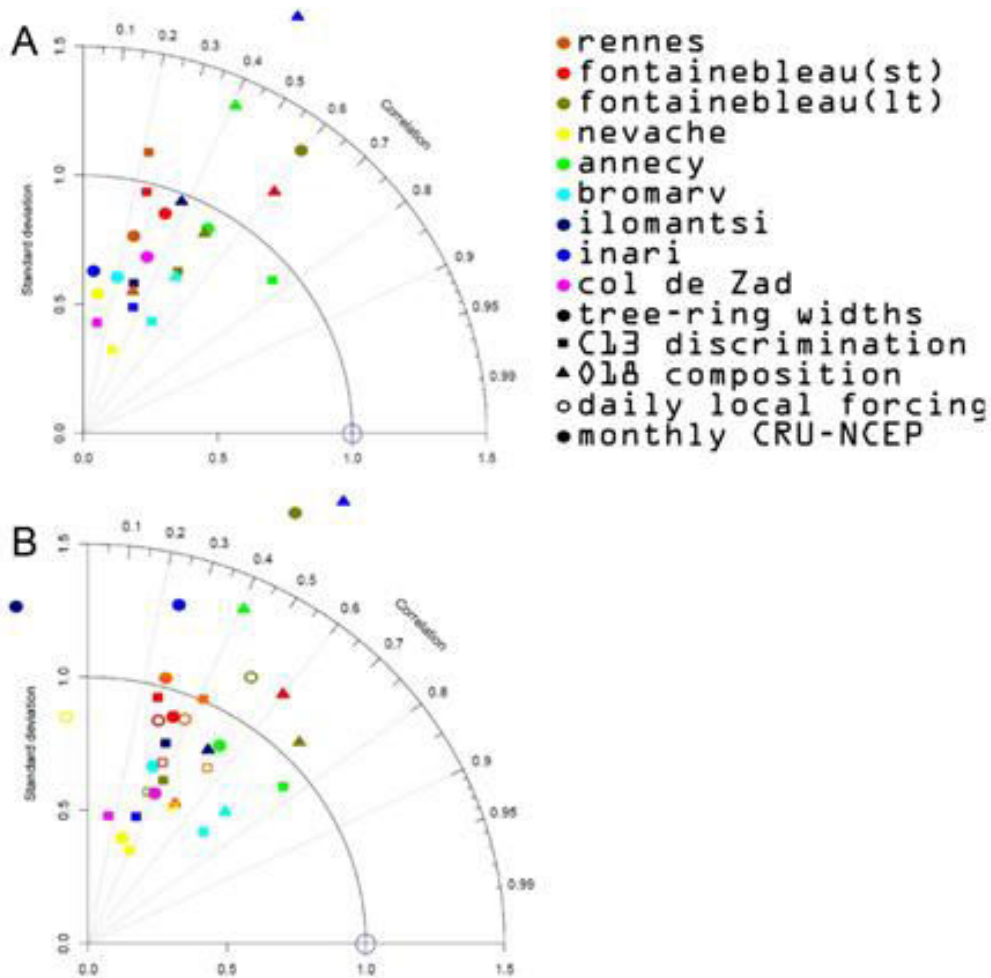 A
1.5
1.0
0.5
0.0
Standard deviation
0.0 0.5 1.0 1.5
0.1 0.2 0.3 0.4 0.5 0.6 0.7 0.8 0.9 0.95 0.99
Correlation
rennes
fontainebleau(st)
fontainebleau(lt)
nevache
annecy
bromarv
ilomantsi
inari
col de Zad
tree-ring widths
C13 discrimination
O18 composition
daily local forcing
monthly CRU-NCEP
B
1.5
1.0
0.5
0.0
Standard deviation
0.0 0.5 1.0 1.5
0.1 0.2 0.3 0.4 0.5 0.6 0.7 0.8 0.9 0.95 0.99
Correlation